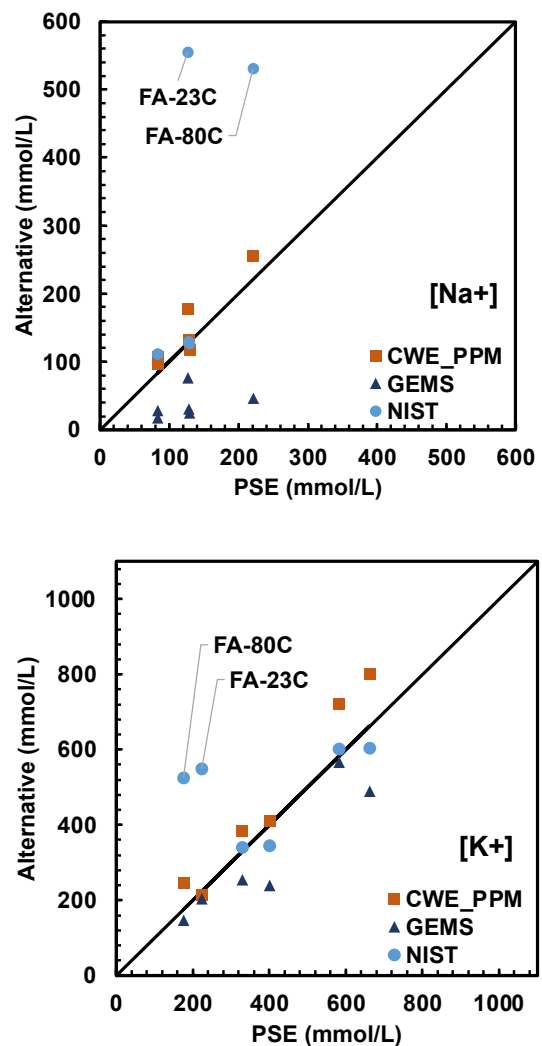 600
500
400
300
200
100
0
Alternative (mmol/L)
FA-23C
FA-80C
[Na+]
CWE_PPM
GEMS
NIST
0 100 200 300 400 500 600
PSE (mmol/L)
1000
800
600
400
200
0
Alternative (mmol/L)
FA-80C
FA-23C
[K+]
CWE_PPM
GEMS
NIST
0 200 400 600 800 1000
PSE (mmol/L)